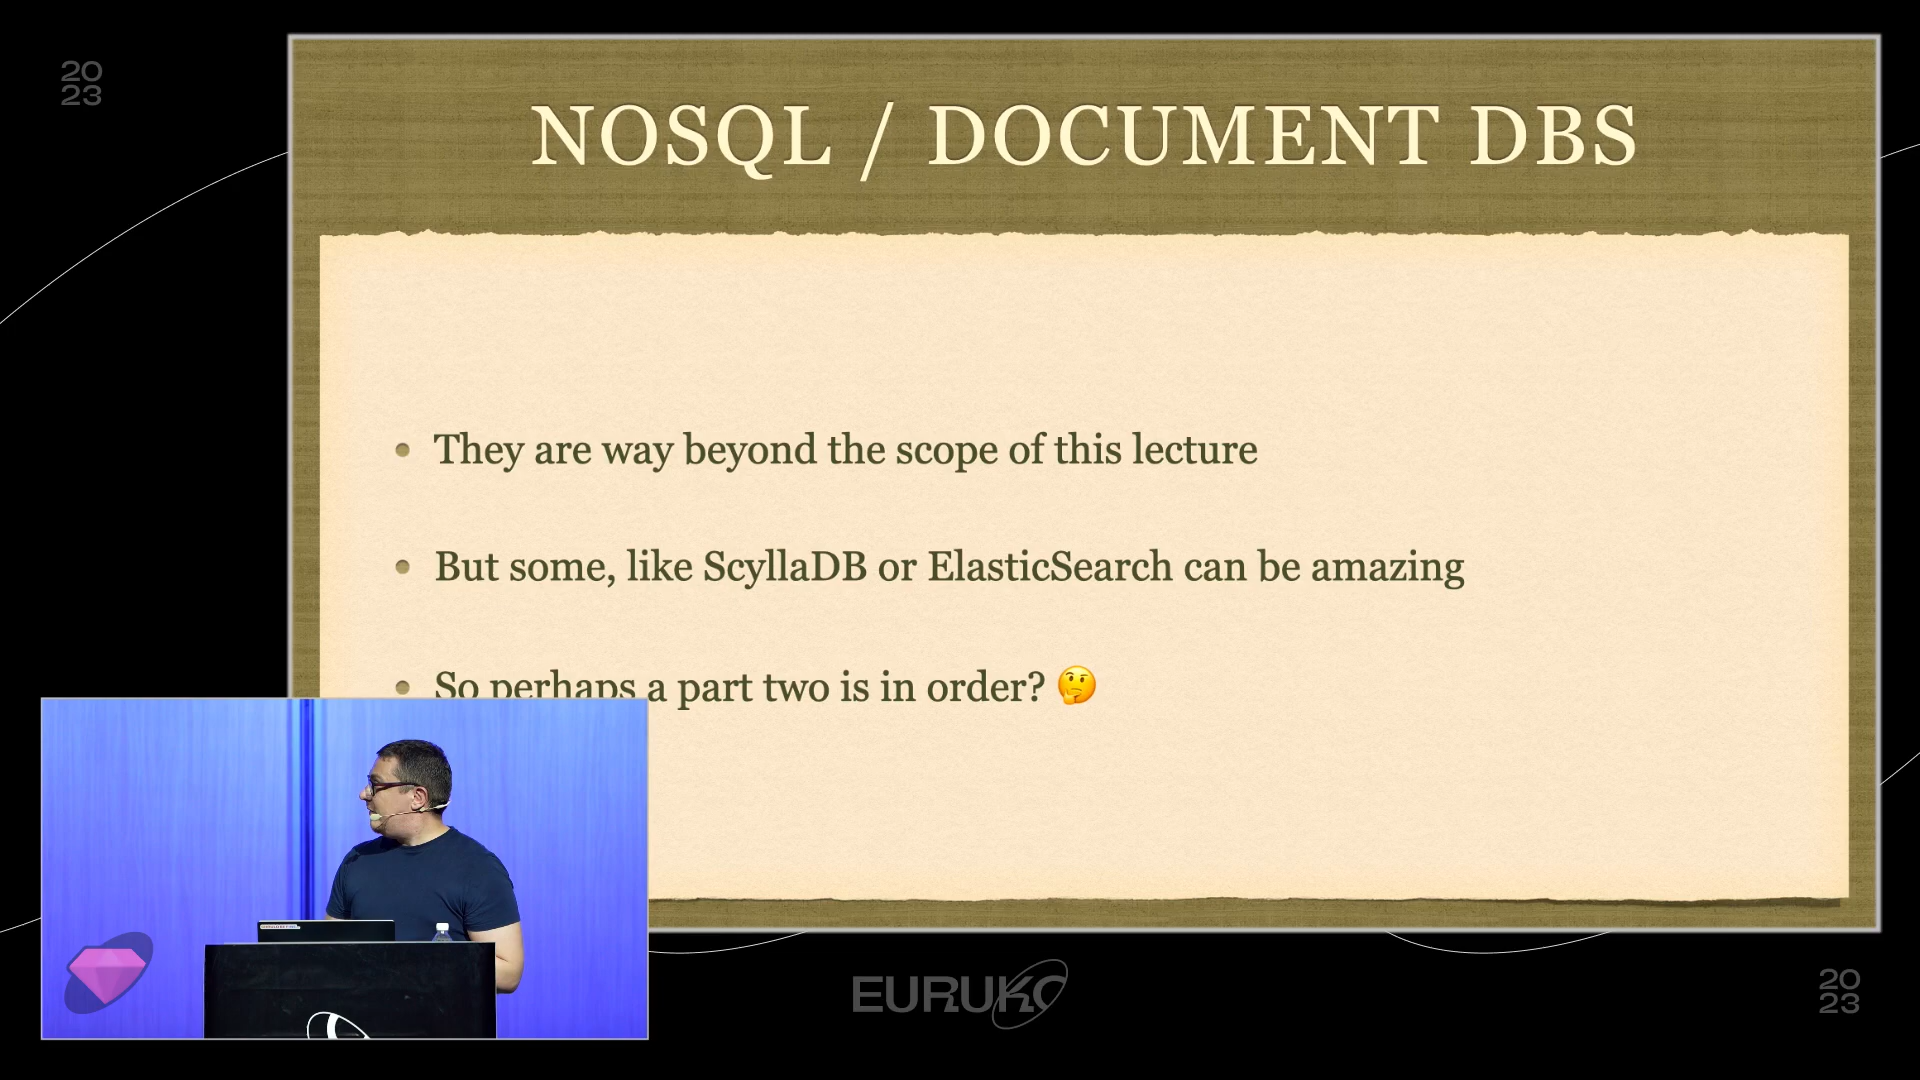 20
23
NOSQL / DOCUMENT DBS
They are way beyond the scope of this lecture
But some, like ScyllaDB or ElasticSearch can be amazing
So perhaps a part two is in order? 🤔
EURUKO
20
23